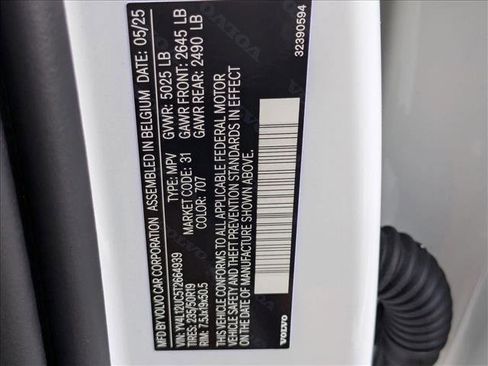 MFD BY VOLVO CAR CORPORATION ASSEMBLED IN BELGIUM DATE: 05/25
VIN: YV4L12UC5T2664939 TYPE: MPV GVWR: 5025 LB
TIRES: 235/50R19 MARKET CODE: 31 GAWR FRONT: 2645 LB
RIM: 7.5Jx19x50.5 COLOR: 707 GAWR REAR: 2490 LB
THIS VEHICLE CONFORMS TO ALL APPLICABLE FEDERAL MOTOR
VEHICLE SAFETY AND THEFT PREVENTION STANDARDS IN EFFECT
ON THE DATE OF MANUFACTURE SHOWN ABOVE.
VOLVO 32390594